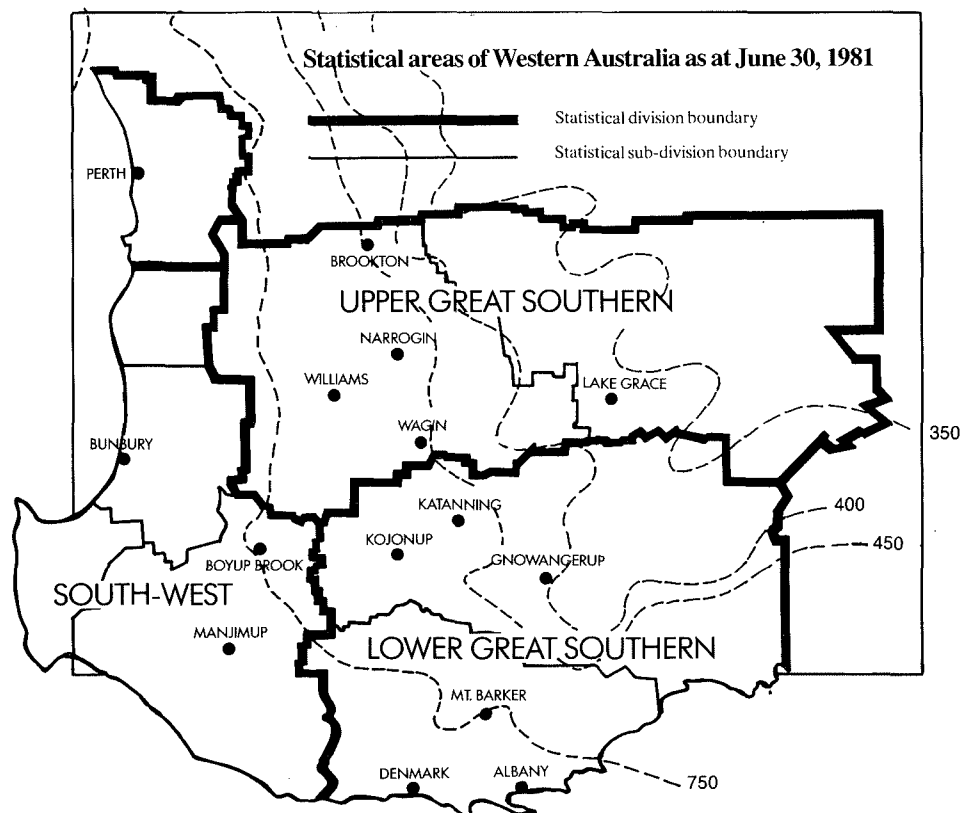 Statistical areas of Western Australia as at June 30, 1981
Statistical division boundary
Statistical sub-division boundary
PERTH
BROOKTON
UPPER GREAT SOUTHERN
NARROGIN
WILLIAMS
LAKE GRACE
WAGIN
350
BUNBURY
KATANNING
400
KOJONUP
450
GNOWANGERUP
BOYUP BROOK
SOUTH-WEST
MANJIMUP
LOWER GREAT SOUTHERN
MT. BARKER
DENMARK
ALBANY
750